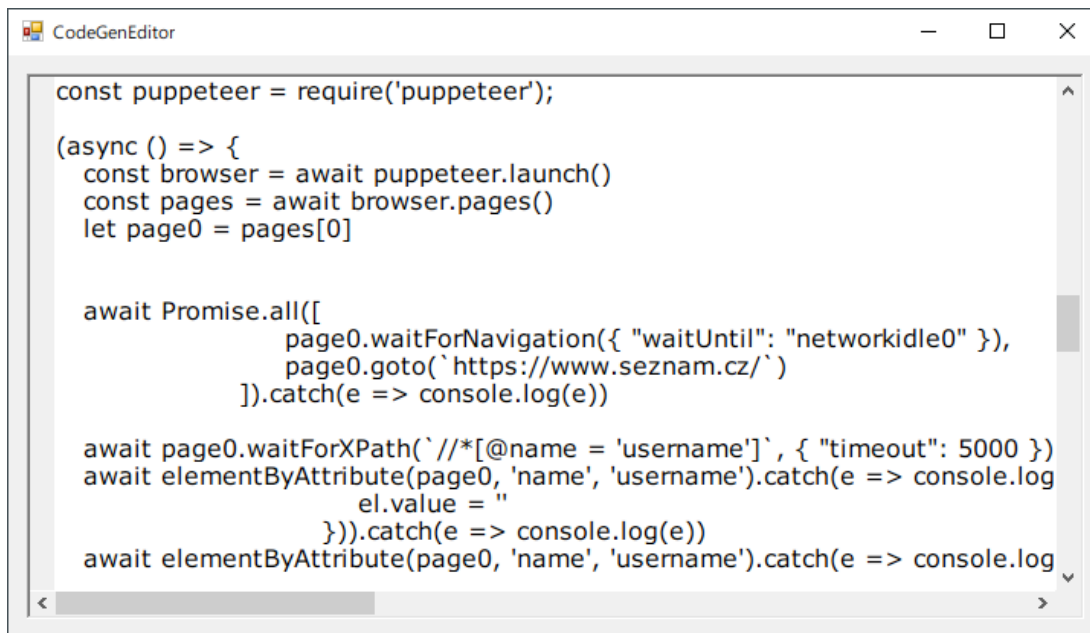 CodeGenEditor
const puppeteer = require('puppeteer');
(async () => {
const browser = await puppeteer.launch()
const pages = await browser.pages()
let page0 = pages[0]
await Promise.all([
page0.waitForNavigation({ "waitUntil": "networkidle0" }),
page0.goto(`https://www.seznam.cz/`)
]).catch(e => console.log(e))
await page0.waitForXPath(`//*[@name = 'username']`, { "timeout": 5000 })
await elementByAttribute(page0, 'name', 'username').catch(e => console.log
el.value = ''
})).catch(e => console.log(e))
await elementByAttribute(page0, 'name', 'username').catch(e => console.log